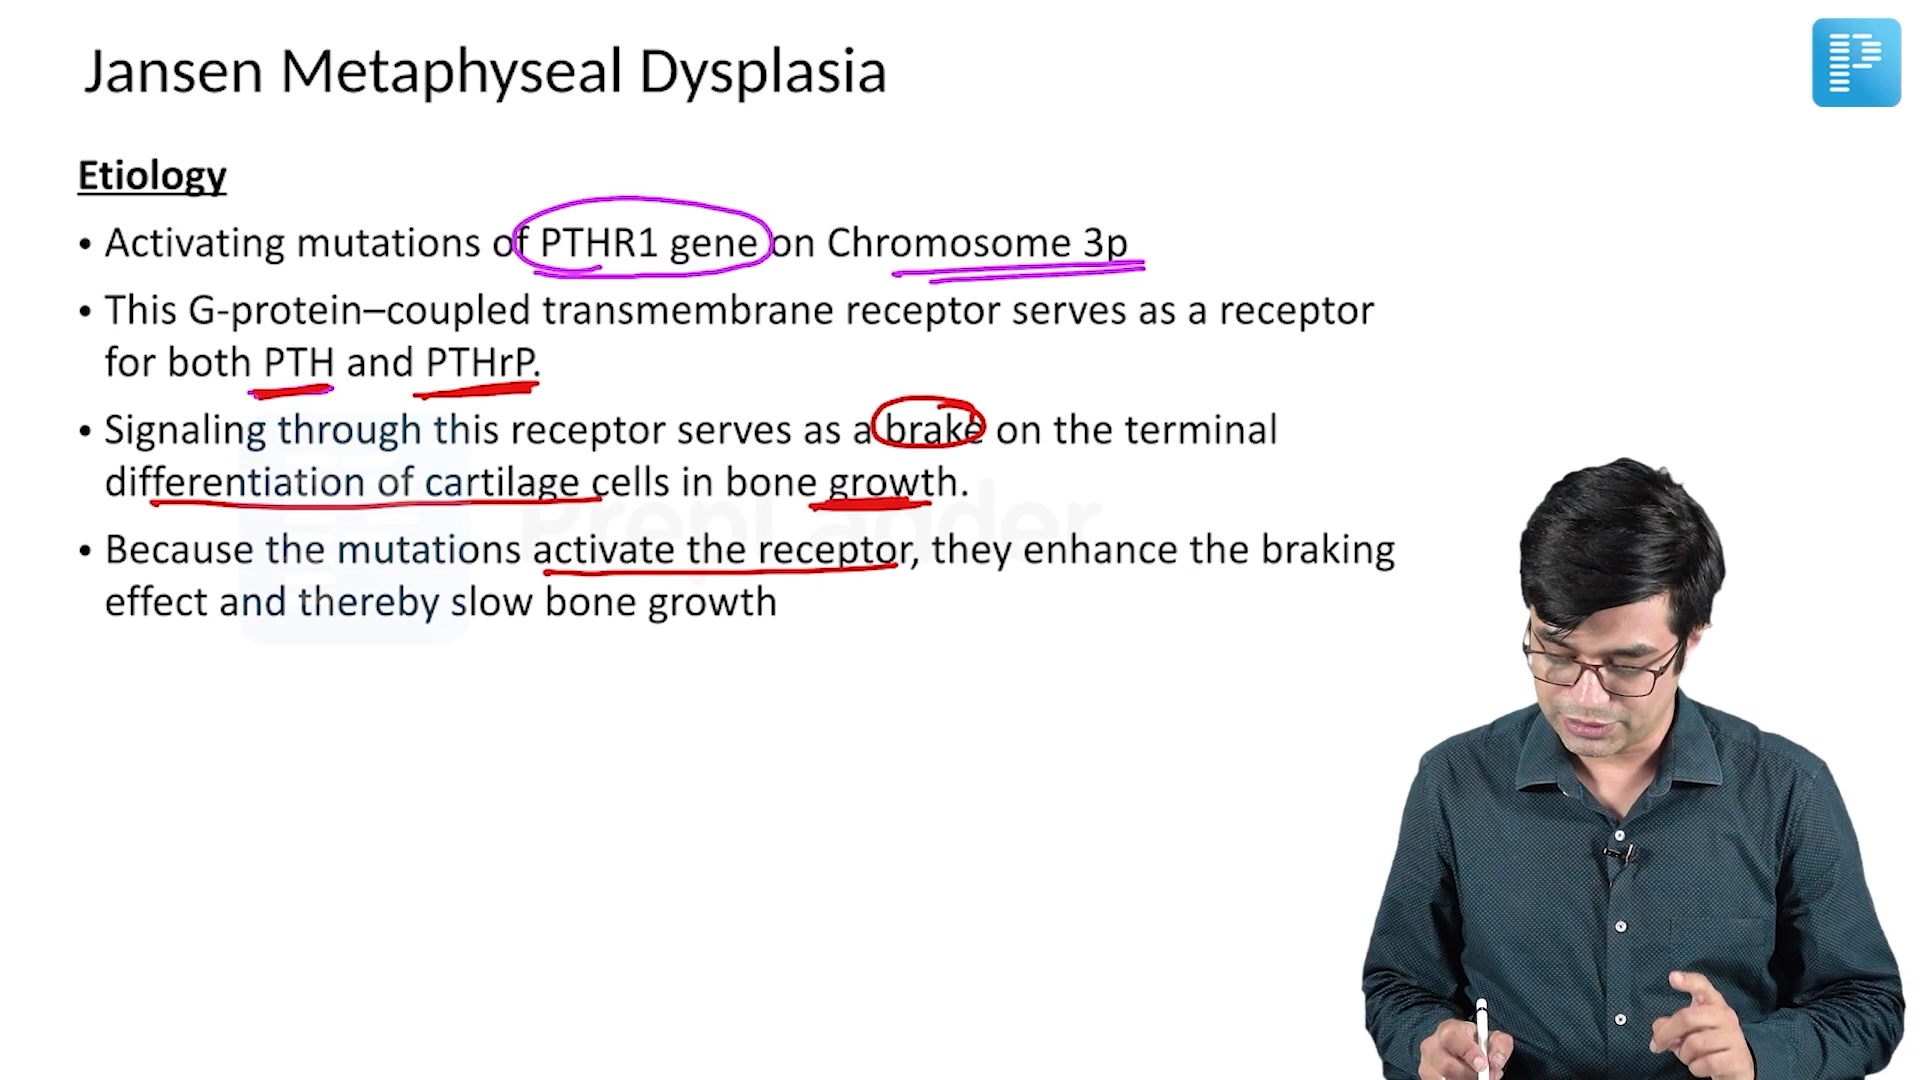 Jansen Metaphyseal Dysplasia
Etiology
• Activating mutations of PTHR1 gene on Chromosome 3p
• This G-protein–coupled transmembrane receptor serves as a receptor
for both PTH and PTHrP.
• Signaling through this receptor serves as a brake on the terminal
differentiation of cartilage cells in bone growth.
• Because the mutations activate the receptor, they enhance the braking
effect and thereby slow bone growth
PrepLadder